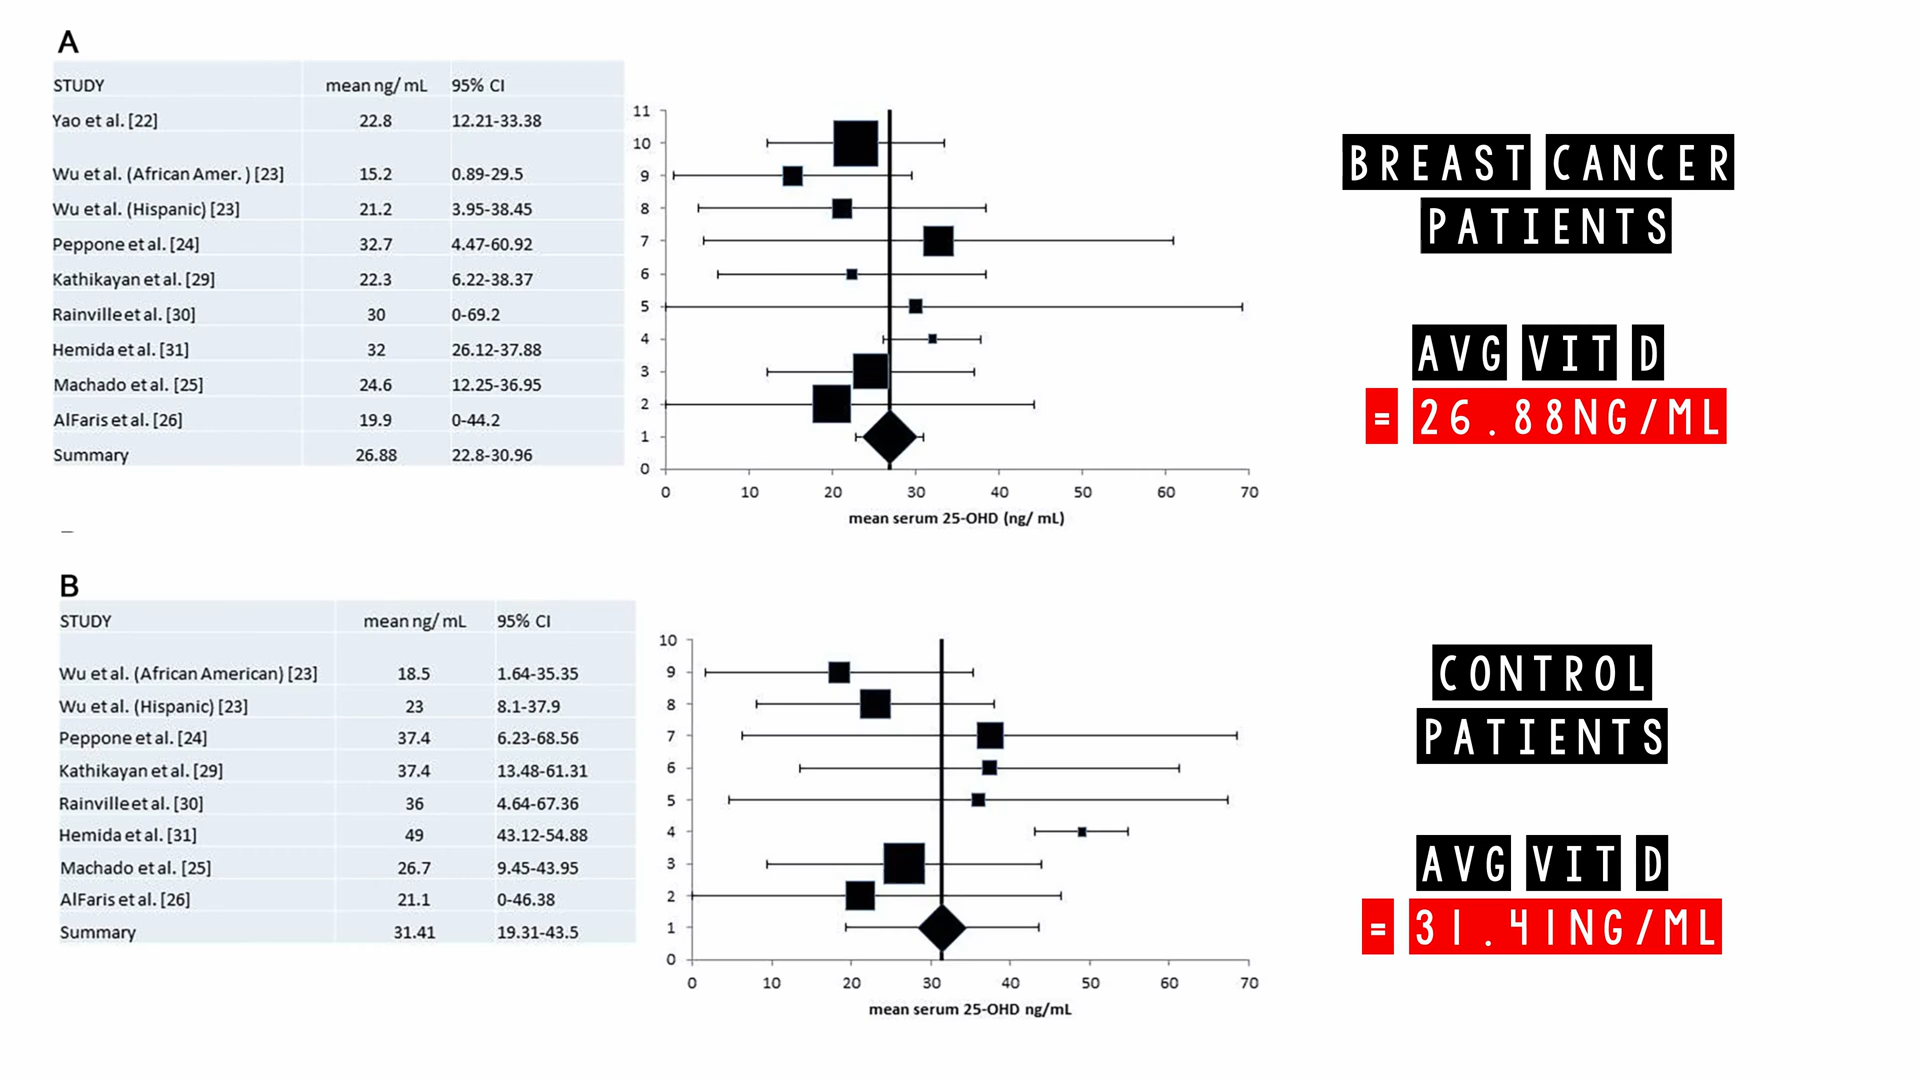 A
STUDY mean ng/ mL 95% CI
Yao et al. [22] 22.8 12.21-33.38
Wu et al. (African Amer. ) [23] 15.2 0.89-29.5
Wu et al. (Hispanic) [23] 21.2 3.95-38.45
Peppone et al. [24] 32.7 4.47-60.92
Kathikayan et al. [29] 22.3 6.22-38.37
Rainville et al. [30] 30 0-69.2
Hemida et al. [31] 32 26.12-37.88
Machado et al. [25] 24.6 12.25-36.95
AlFaris et al. [26] 19.9 0-44.2
Summary 26.88 22.8-30.96
11
10
9
8
7
6
5
4
3
2
1
0
0 10 20 30 40 50 60 70
mean serum 25-OHD (ng/ mL)
BREAST CANCER
PATIENTS
AVG VIT D
= 26.88NG/ML
B
STUDY mean ng/ mL 95% CI
Wu et al. (African American) [23] 18.5 1.64-35.35
Wu et al. (Hispanic) [23] 23 8.1-37.9
Peppone et al. [24] 37.4 6.23-68.56
Kathikayan et al. [29] 37.4 13.48-61.31
Rainville et al. [30] 36 4.64-67.36
Hemida et al. [31] 49 43.12-54.88
Machado et al. [25] 26.7 9.45-43.95
AlFaris et al. [26] 21.1 0-46.38
Summary 31.41 19.31-43.5
10
9
8
7
6
5
4
3
2
1
0
0 10 20 30 40 50 60 70
mean serum 25-OHD ng/mL
CONTROL
PATIENTS
AVG VIT D
= 31.41NG/ML